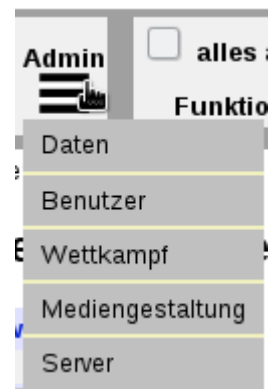 Admin
alles
Funktio
Daten
Benutzer
Wettkampf
Mediengestaltung
Server